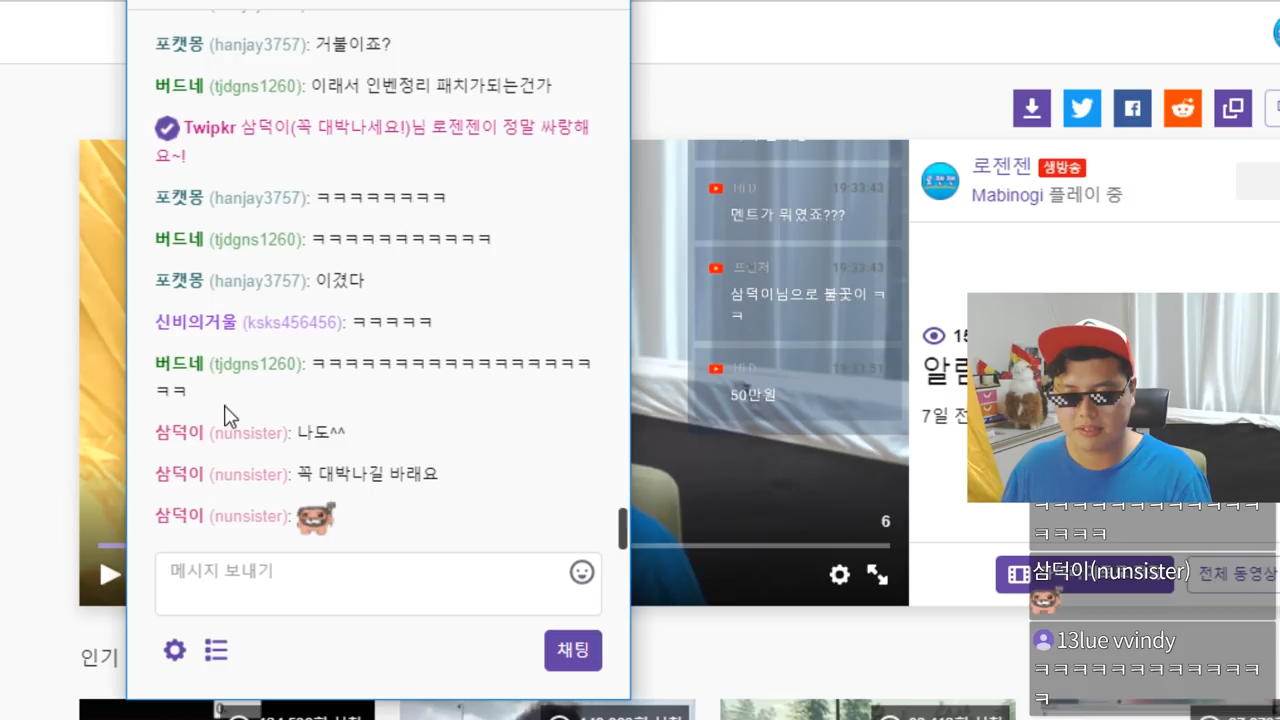 포캣몽 (hanjay3757): 거불이죠?
버드네 (tjdgns1260): 이래서 인벤정리 패치가되는건가
Twipkr 삼덕이(꼭 대박나세요!)님 로젠젠이 정말 싸랑해
요~!
포캣몽 (hanjay3757): ㅋㅋㅋㅋㅋㅋㅋㅋ
버드네 (tjdgns1260): ㅋㅋㅋㅋㅋㅋㅋㅋㅋㅋㅋ
포캣몽 (hanjay3757): 이겼다
신비의거울 (ksks456456): ㅋㅋㅋㅋㅋ
버드네 (tjdgns1260): ㅋㅋㅋㅋㅋㅋㅋㅋㅋㅋㅋㅋㅋㅋㅋㅋㅋ
ㅋㅋ
삼덕이 (nunsister): 나도^^
삼덕이 (nunsister): 꼭 대박나길 바래요
삼덕이 (nunsister):
메시지 보내기
채팅
인기
Hi D 19:33:43
멘트가 뭐였죠???
19:33:43
삼덕이님으로 불꽃이 ㅋ
ㅋ
Hi D 19:33:51
50만원
6
로젠젠 생방송
Mabinogi 플레이 중
7일 전
ㅋㅋㅋㅋ
삼덕이(nunsister)
전체 동영상
13lue vvindy
ㅋㅋㅋㅋㅋㅋㅋㅋㅋㅋㅋㅋ
ㅋ